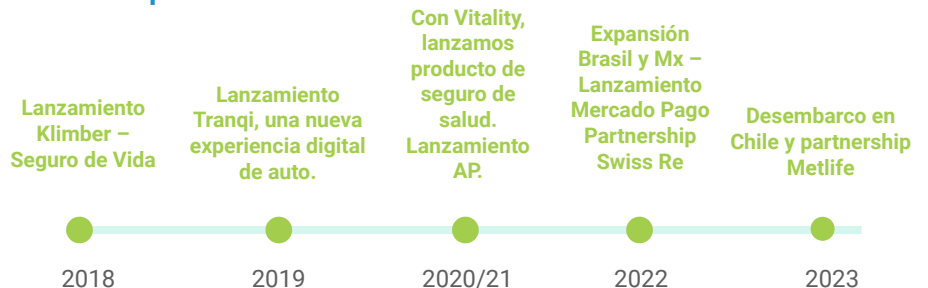 Lanzamiento
Klimber –
Seguro de Vida
Lanzamiento
Tranqi, una nueva
experiencia digital
de auto.
Con Vitality,
lanzamos
producto de
seguro de
salud.
Lanzamiento
AP.
Expansión
Brasil y Mx –
Lanzamiento
Mercado Pago
Partnership
Swiss Re
Desembarco en
Chile y partnership
Metlife
2018
2019
2020/21
2022
2023